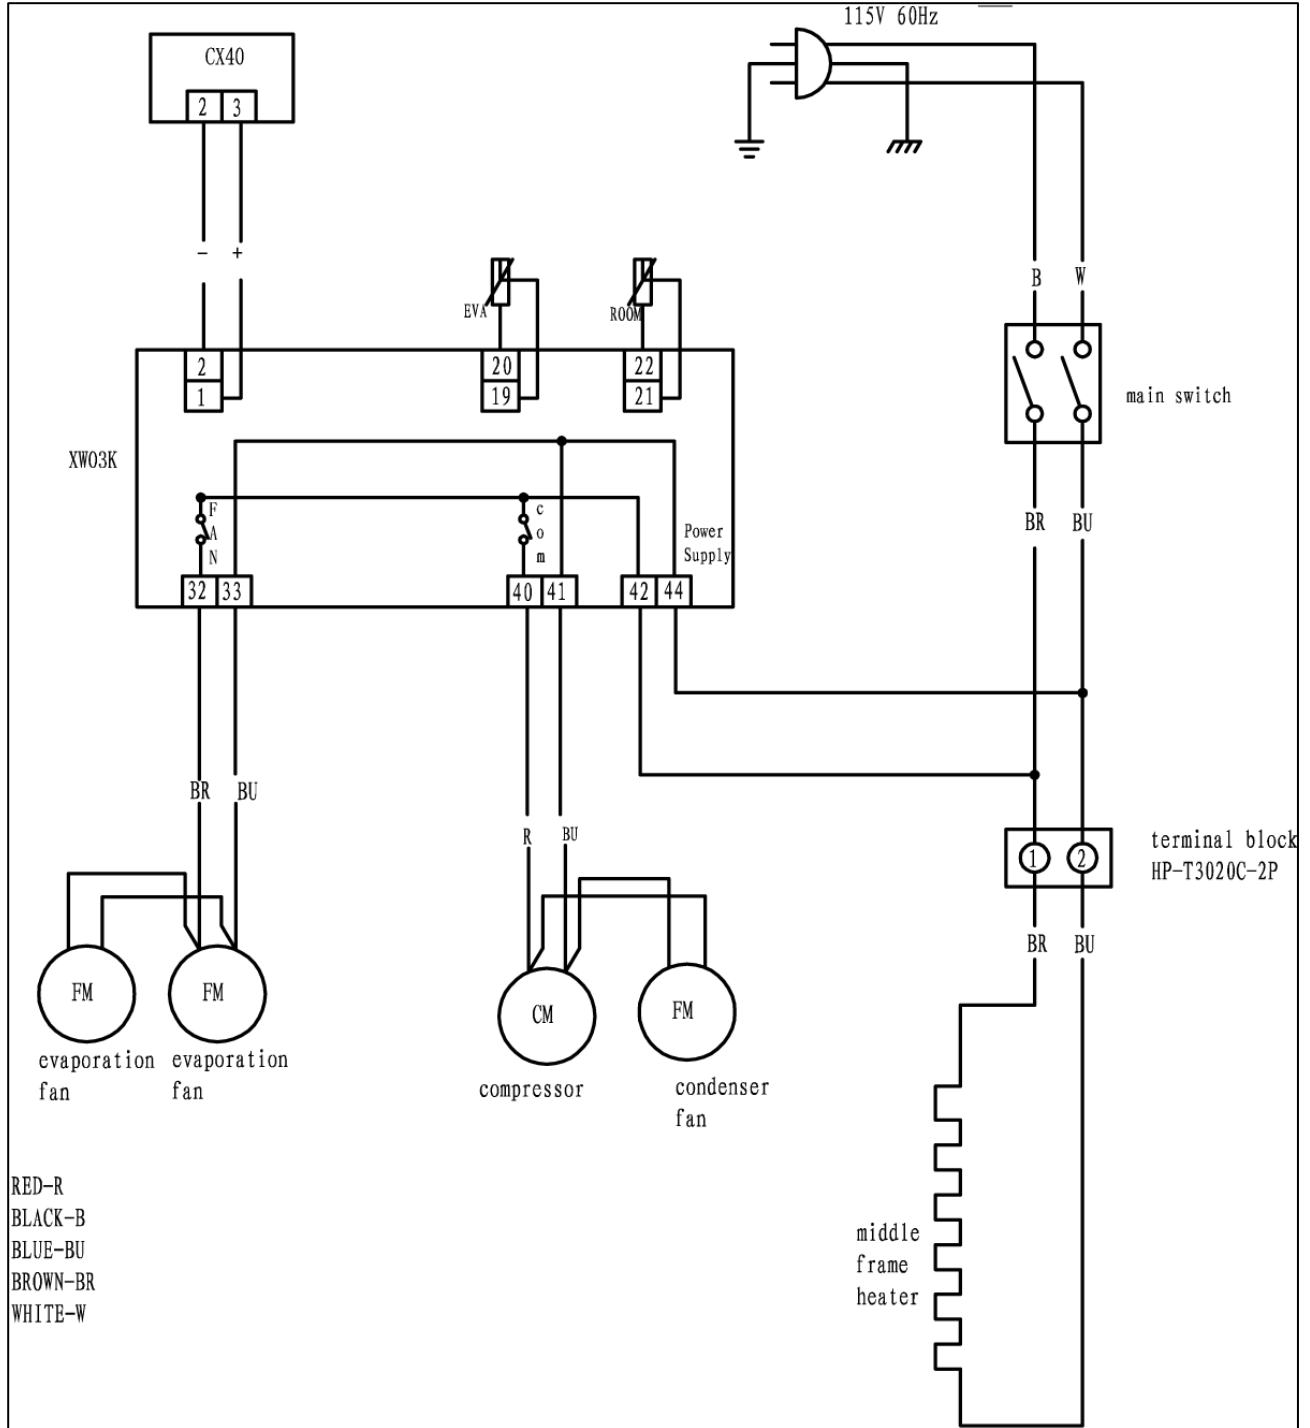 115V 60Hz
CX40
2 3
- +
B W
EVA
ROOM
2
1
20
19
22
21
main switch
XW03K
FAN
com
Power
Supply
BR BU
32 33
40 41
42 44
BR BU
R BU
terminal block
HP-T3020C-2P
1 2
BR BU
FM
FM
CM
FM
evaporation
fan
evaporation
fan
compressor
condenser
fan
RED-R
BLACK-B
BLUE-BU
BROWN-BR
WHITE-W
middle
frame
heater